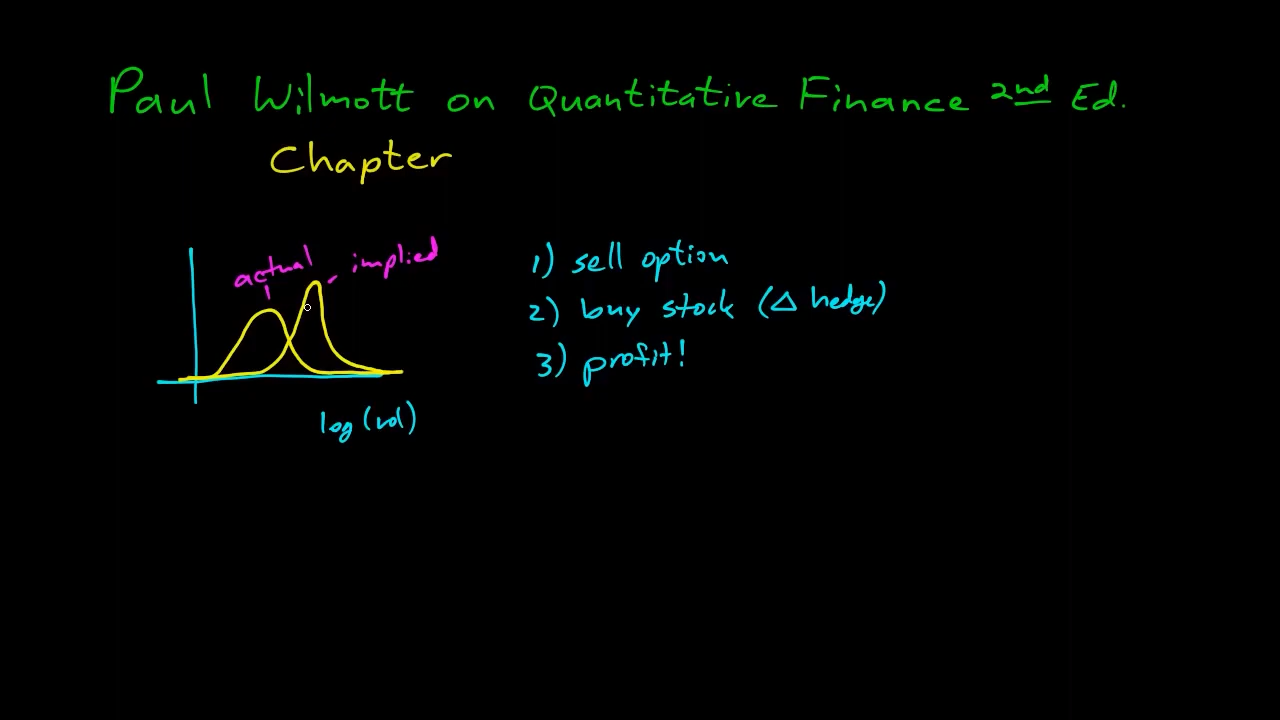 Paul Wilmott on Quantitative Finance 2nd Ed.
Chapter
actual implied
1) sell option
2) buy stock (Δ hedge)
3) profit!
log(vol)